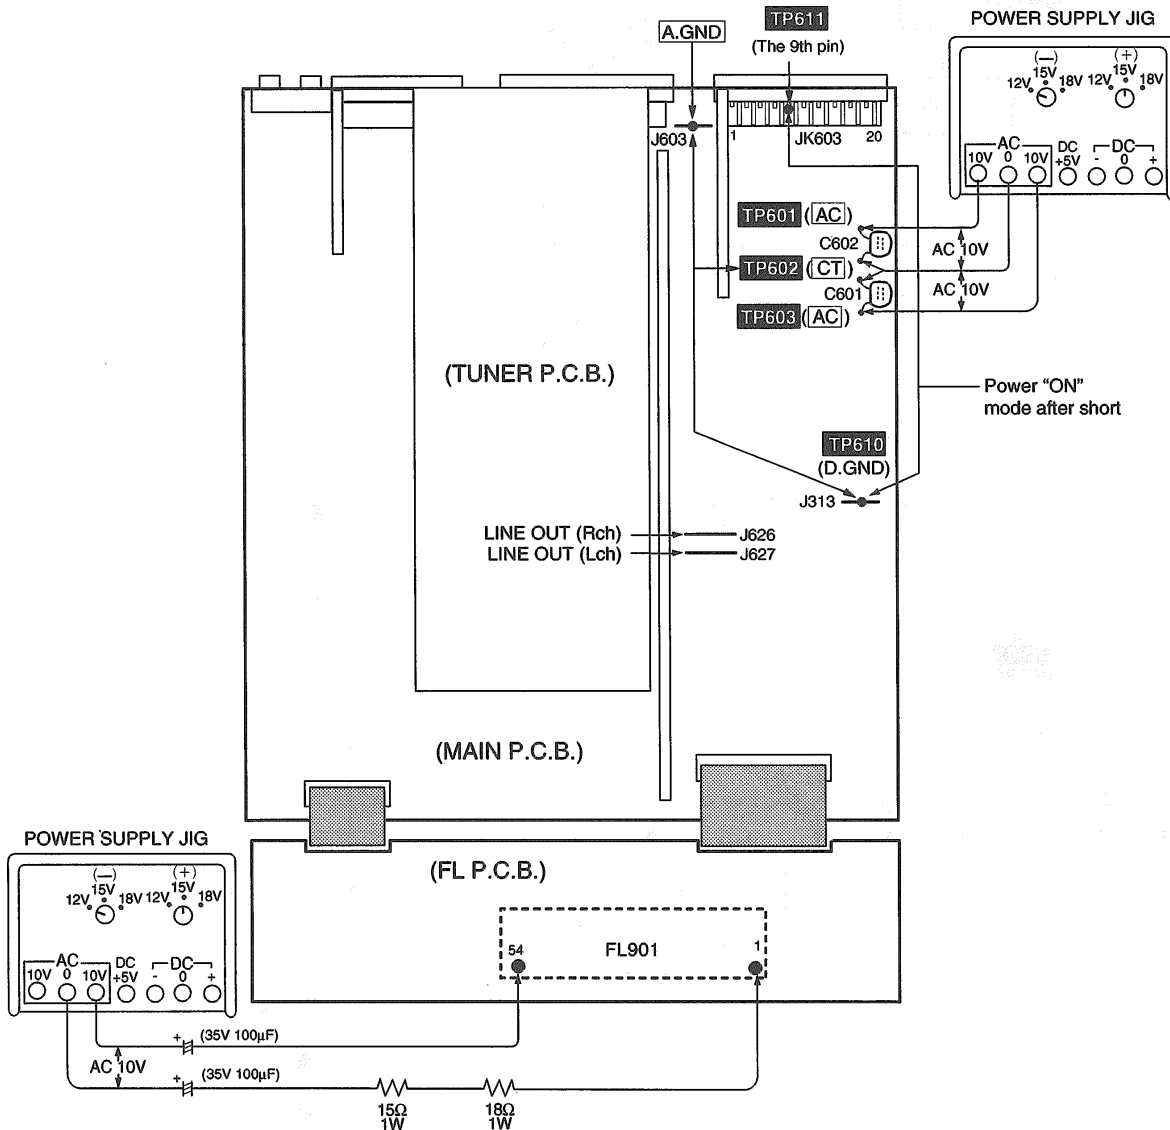 TP611
(The 9th pin)
A.GND
J603
1
JK603
20
POWER SUPPLY JIG
(—)
(+)
12V 15V 18V
12V 15V 18V
AC
10V 0 10V
DC
+5V
DC
- 0 +
TP601 (AC)
C602
AC 10V
TP602 (CT)
C601
AC 10V
TP603 (AC)
(TUNER P.C.B.)
Power “ON”
mode after short
TP610
(D.GND)
J313
LINE OUT (Rch)
J626
LINE OUT (Lch)
J627
(MAIN P.C.B.)
POWER SUPPLY JIG
(—)
(+)
12V 15V 18V
12V 15V 18V
AC
10V 0 10V
DC
+5V
DC
- 0 +
(FL P.C.B.)
54
FL901
1
+ (35V 100µF)
AC 10V
+ (35V 100µF)
15Ω
1W
18Ω
1W